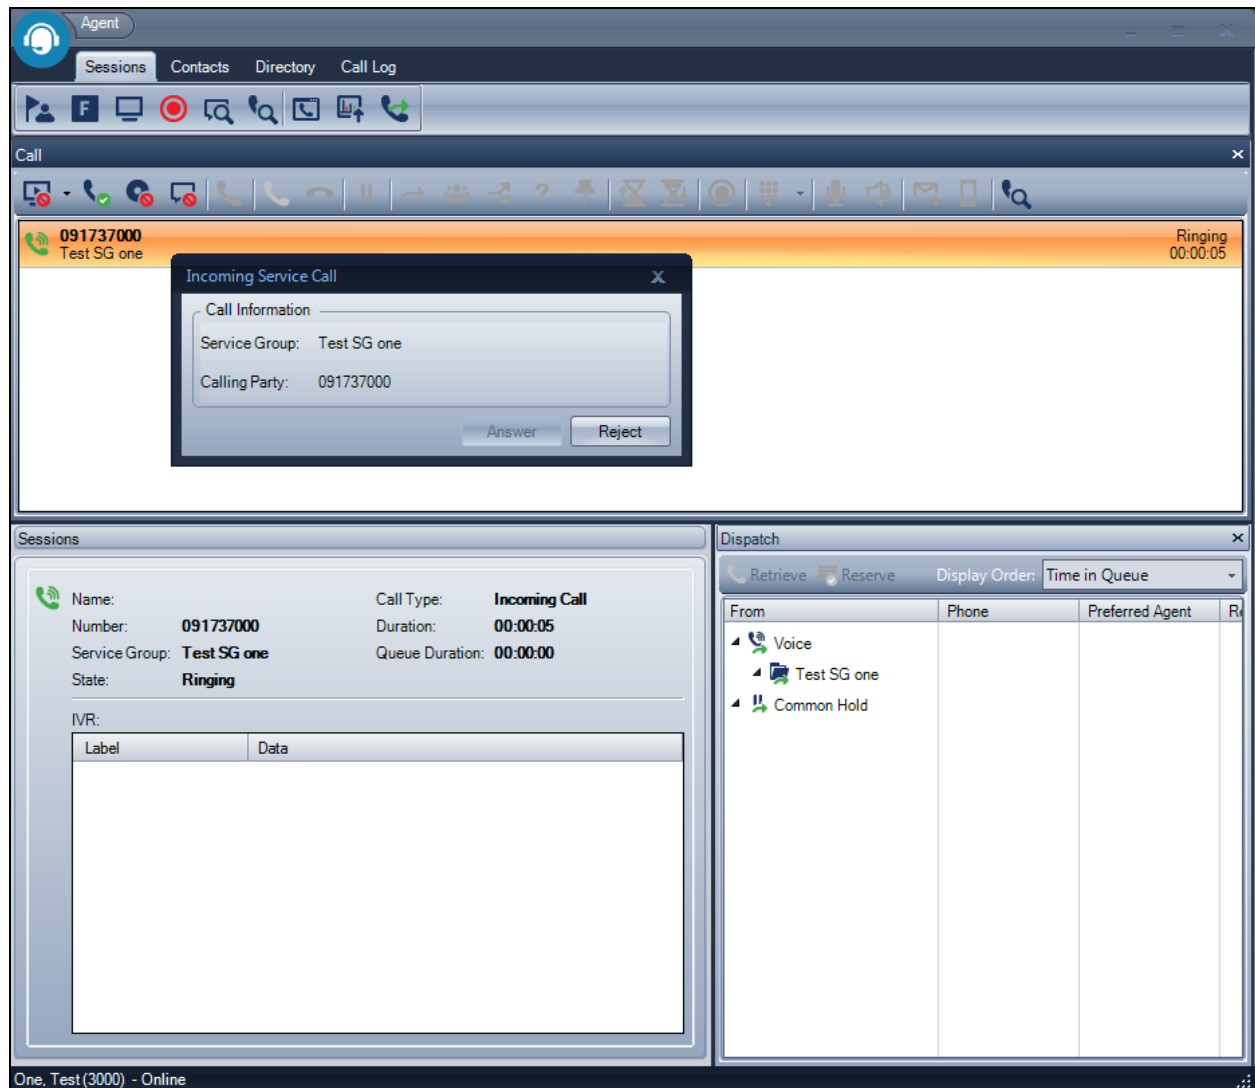 Agent
Sessions Contacts Directory Call Log
F
Call
091737000 Ringing
Test SG one 00:00:05
Incoming Service Call
Call Information
Service Group: Test SG one
Calling Party: 091737000
Answer Reject
Sessions
Name: Call Type: Incoming Call
Number: 091737000 Duration: 00:00:05
Service Group: Test SG one Queue Duration: 00:00:00
State: Ringing
IVR:
Label Data
Dispatch
Retrieve Reserve Display Order: Time in Queue
From Phone Preferred Agent Re
Voice
Test SG one
Common Hold
One, Test (3000) - Online